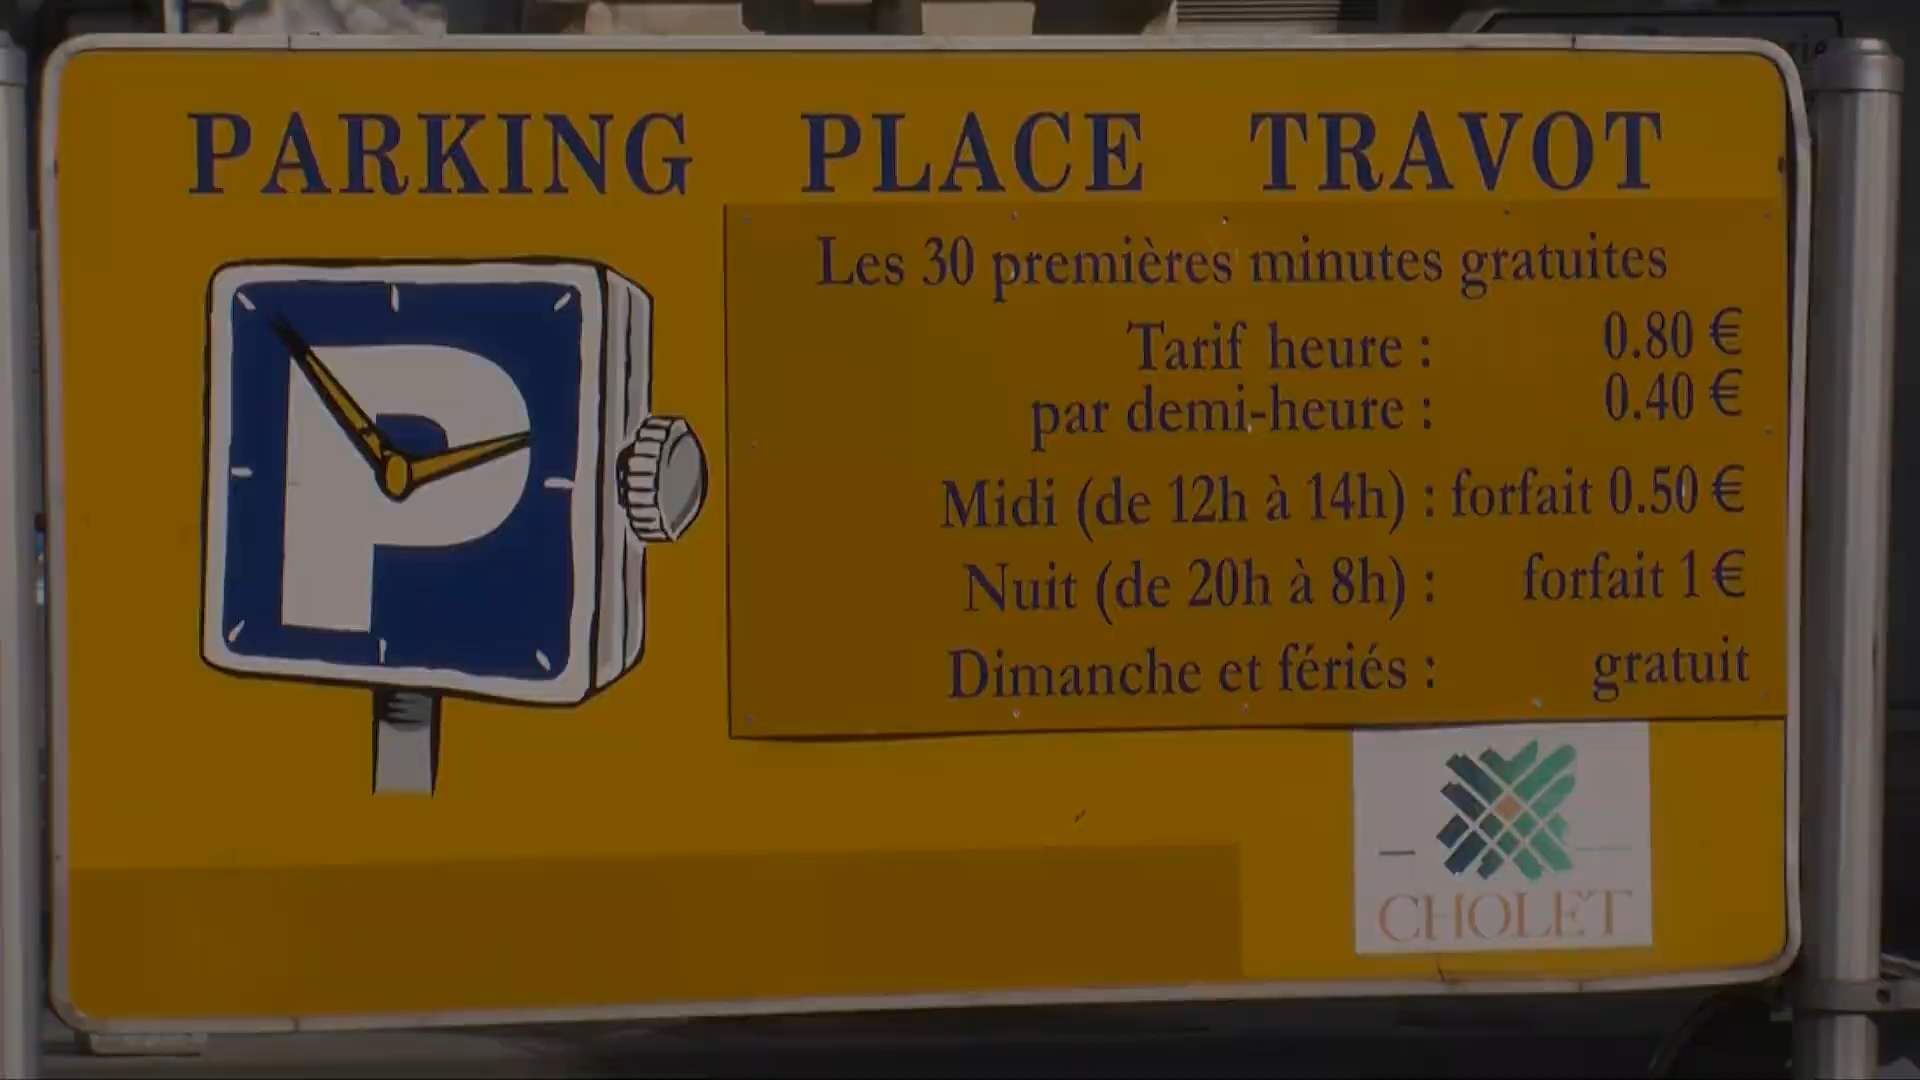 PARKING PLACE TRAVOT
Les 30 premières minutes gratuites
Tarif heure : 0.80 €
par demi-heure : 0.40 €
Midi (de 12h à 14h) : forfait 0.50 €
Nuit (de 20h à 8h) : forfait 1 €
Dimanche et fériés : gratuit
P
CHOLET